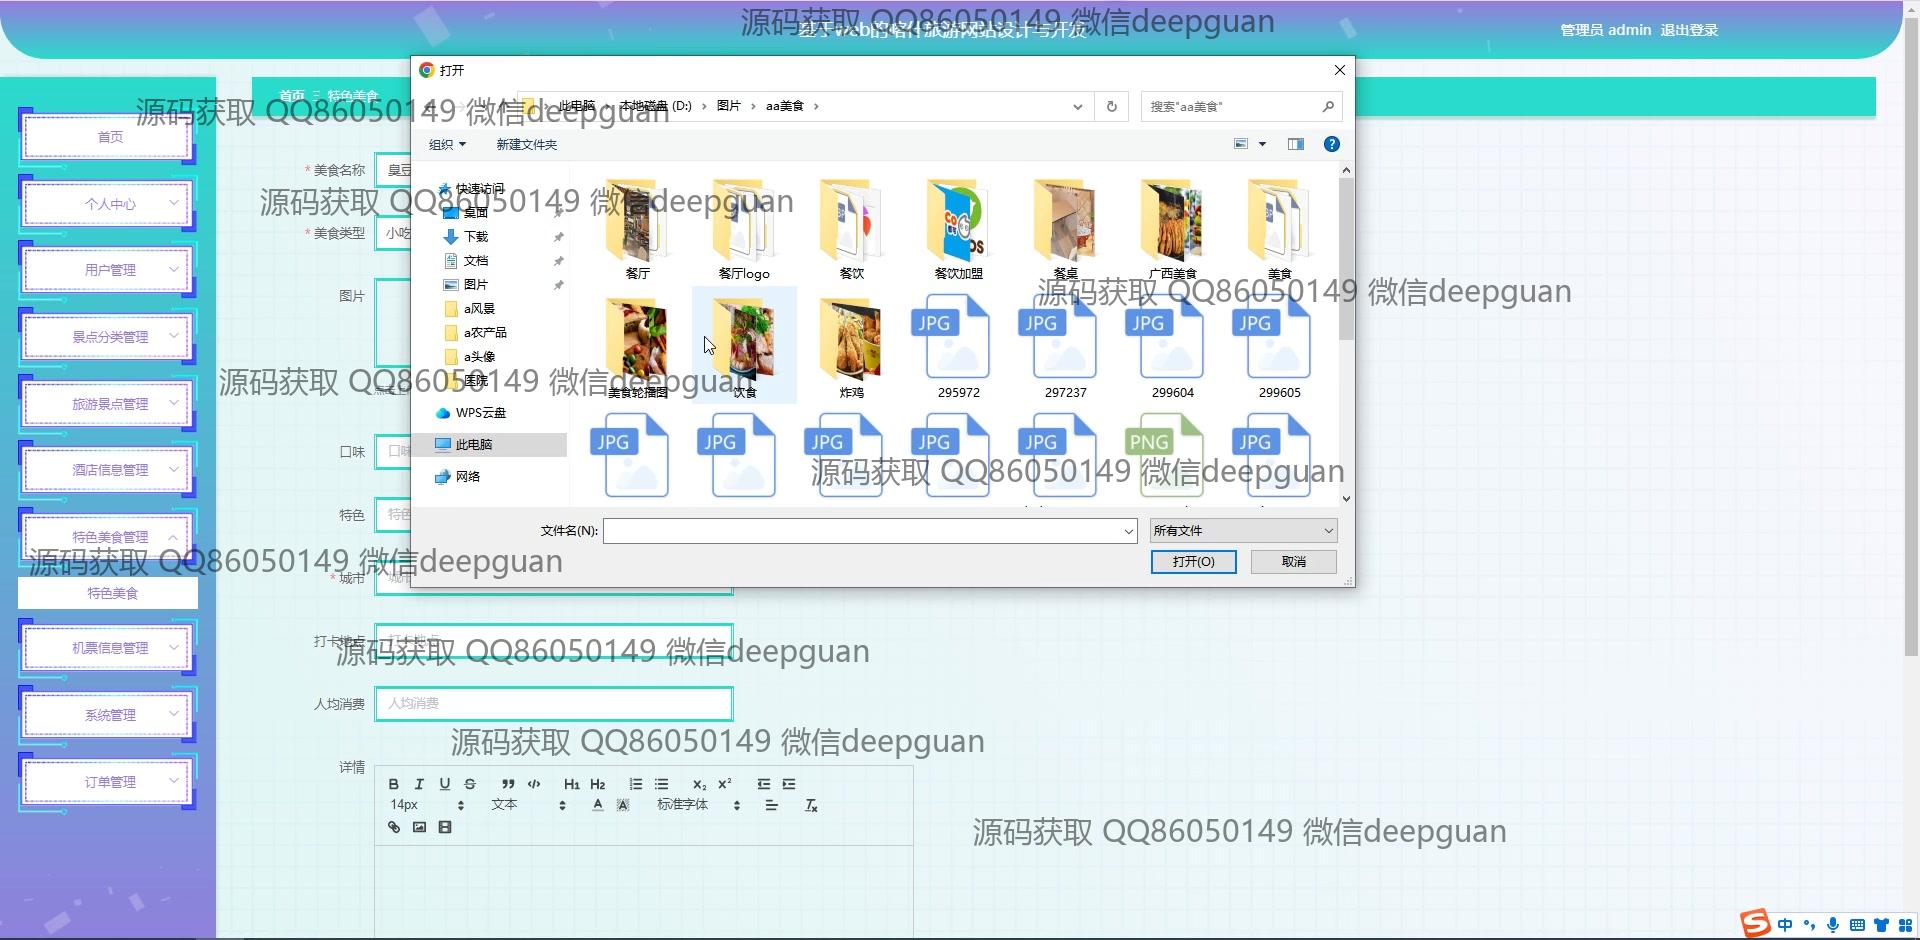 基于web的喀什旅游网站设计与开发
管理员 admin 退出登录
源码获取 QQ86050149 微信deepguan
首页
特色美食
源码获取 QQ86050149 微信deepguan
打开
此电脑 › 本地磁盘 (D:) › 图片 › aa美食 ›
搜索"aa美食"
组织
新建文件夹
首页
个人中心
用户管理
景点分类管理
旅游景点管理
酒店信息管理
特色美食管理
特色美食
机票信息管理
系统管理
订单管理
* 美食名称
臭豆
* 美食类型
小吃
图片
口味
口味
特色
特色
* 城市
城市
打卡地点
打卡地点
人均消费
人均消费
详情
快速访问
桌面
下载
文档
图片
a风景
a农产品
a头像
医院
WPS云盘
此电脑
网络
源码获取 QQ86050149 微信deepguan
餐厅
餐厅logo
餐饮
餐饮加盟
餐桌
广西美食
美食
源码获取 QQ86050149 微信deepguan
JPG
JPG
JPG
JPG
美食轮播图
饮食
炸鸡
295972
297237
299604
299605
源码获取 QQ86050149 微信deepguan
JPG
JPG
JPG
JPG
JPG
PNG
JPG
源码获取 QQ86050149 微信deepguan
文件名(N):
所有文件
打开(O)
取消
源码获取 QQ86050149 微信deepguan
源码获取 QQ86050149 微信deepguan
源码获取 QQ86050149 微信deepguan
B I U S ” </> H1 H2 X2 X2
14px
文本
A
标准字体
源码获取 QQ86050149 微信deepguan
中